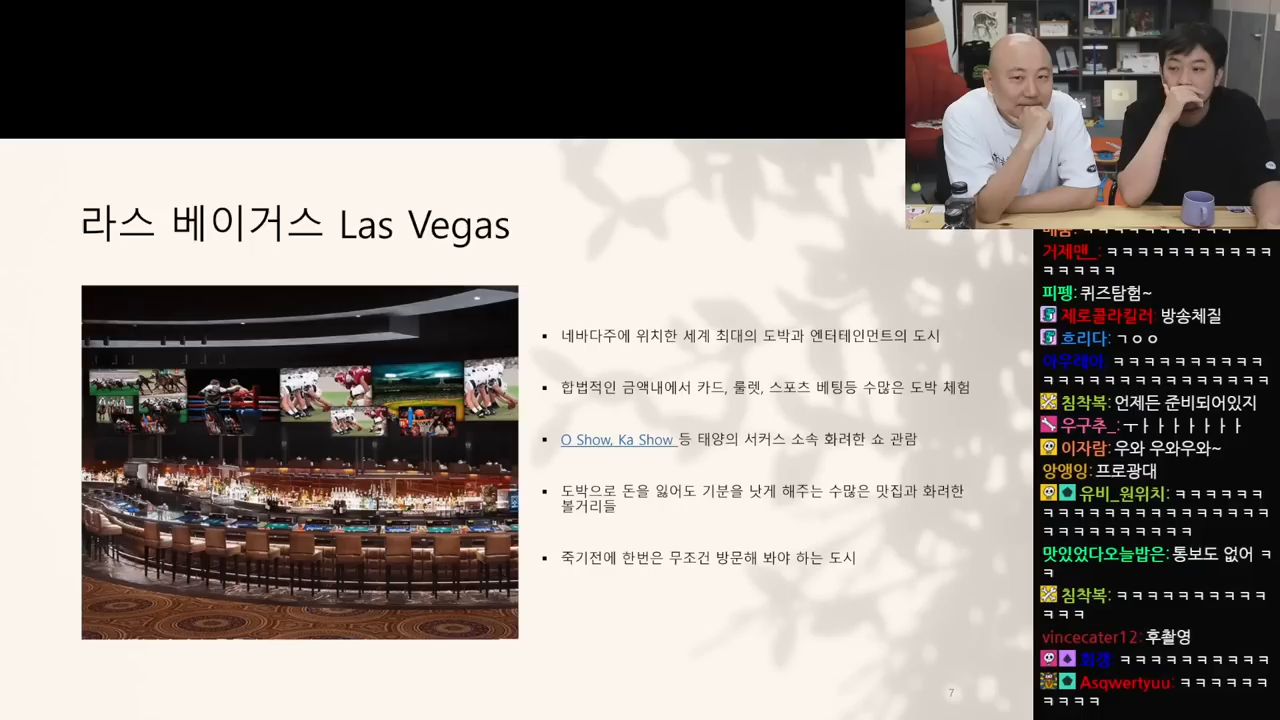 라스 베이거스 Las Vegas
네바다주에 위치한 세계 최대의 도박과 엔터테인먼트의 도시
합법적인 금액내에서 카드, 룰렛, 스포츠 베팅등 수많은 도박 체험
O Show, Ka Show 등 태양의 서커스 소속 화려한 쇼 관람
도박으로 돈을 잃어도 기분을 낫게 해주는 수많은 맛집과 화려한
볼거리들
죽기전에 한번은 무조건 방문해 봐야 하는 도시
7
거제맨_: ㅋㅋㅋㅋㅋㅋㅋㅋㅋㅋㅋ
ㅋㅋㅋㅋㅋ
피펭: 퀴즈탐험~
제로콜라킬러: 방송체질
흐리다: ㄱㅇㅇ
아우레아: ㅋㅋㅋㅋㅋㅋㅋㅋㅋㅋ
ㅋㅋㅋㅋㅋㅋㅋㅋㅋㅋㅋㅋㅋㅋㅋ
침착복: 언제든 준비되어있지
우구추_: ㅜㅏㅏㅏㅏㅏㅏㅏ
이자람: 우와 우와우와~
앙앵잉: 프로광대
유비_원위치: ㅋㅋㅋㅋㅋㅋ
ㅋㅋㅋㅋㅋㅋㅋㅋㅋㅋㅋㅋㅋㅋㅋ
ㅋㅋㅋㅋㅋㅋㅋㅋㅋㅋ
맛있었다오늘밥은: 통보도 없어 ㅋ
ㅋ
침착복: ㅋㅋㅋㅋㅋㅋㅋㅋㅋㅋ
ㅋㅋㅋ
vincecater12: 후촬영
ㅋㅋㅋㅋㅋㅋㅋㅋㅋㅋ
Asqwertyuu: ㅋㅋㅋㅋㅋㅋ
ㅋㅋㅋㅋ